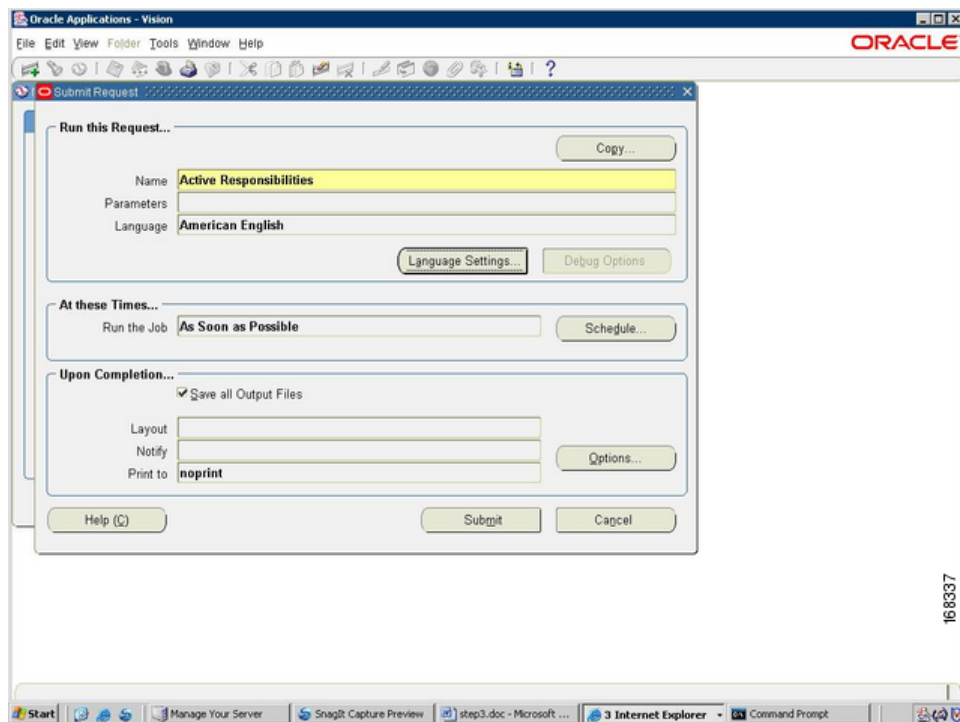 Oracle Applications - Vision
File Edit View Folder Tools Window Help
ORACLE
Submit Request
Run this Request...
Copy...
Name Active Responsibilities
Parameters
Language American English
Language Settings... Debug Options
At these Times...
Run the Job As Soon as Possible Schedule...
Upon Completion...
Save all Output Files
Layout
Notify
Options...
Print to noprint
Help (C) Submit Cancel
168337
Start Manage Your Server SnagIt Capture Preview step3.doc - Microsoft ... 3 Internet Explorer Command Prompt